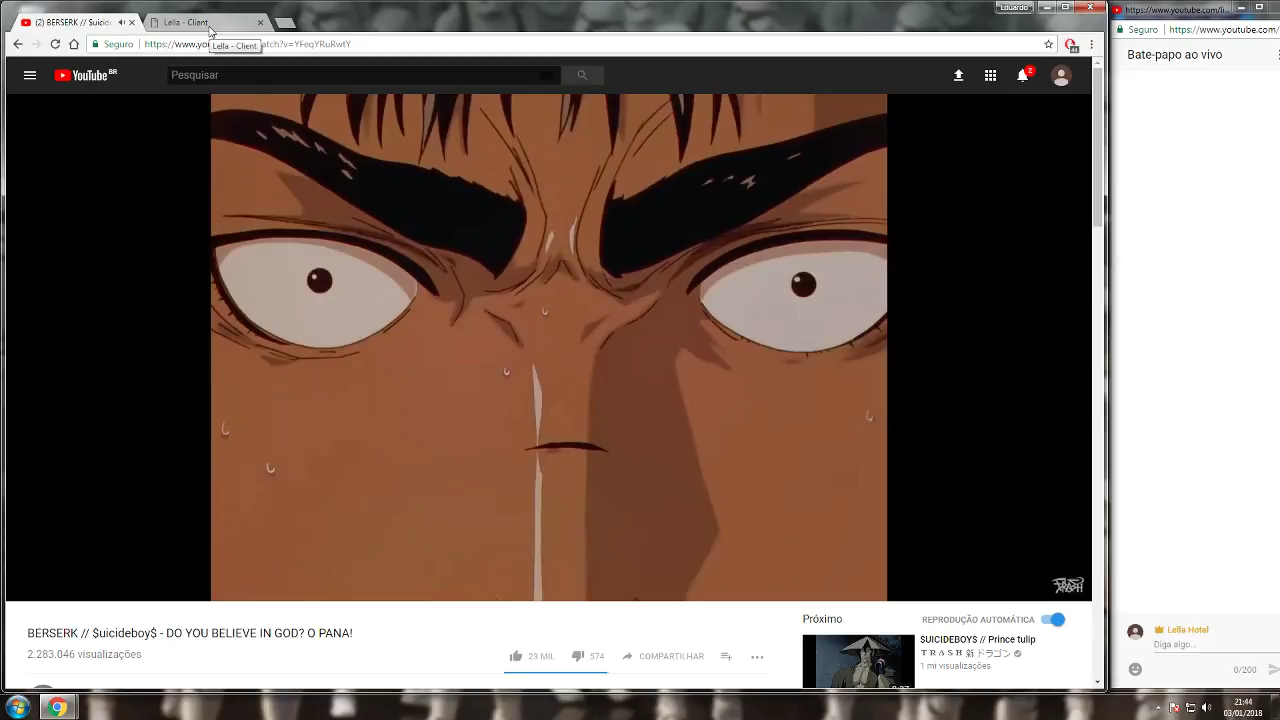 Eduardo
(2) BERSERK // $uicid
Lella - Client
https://www.youtube.com/li
Lella - Client
Seguro
https://www.yo
atch?v=YFeqYRuRwtY
Seguro
https://www.youtube.com/
YouTube BR
Pesquisar
2
Bate-papo ao vivo
BERSERK // $uicideboy$ - DO YOU BELIEVE IN GOD? O PANA!
2.283.046 visualizações
23 MIL
574
COMPARTILHAR
Próximo
REPRODUÇÃO AUTOMÁTICA
$UICIDEBOY$ // Prince tulip
T R A $ H 新 ドラゴン
1 mi visualizações
Lella Hotel
Diga algo...
0/200
21:44
03/01/2018